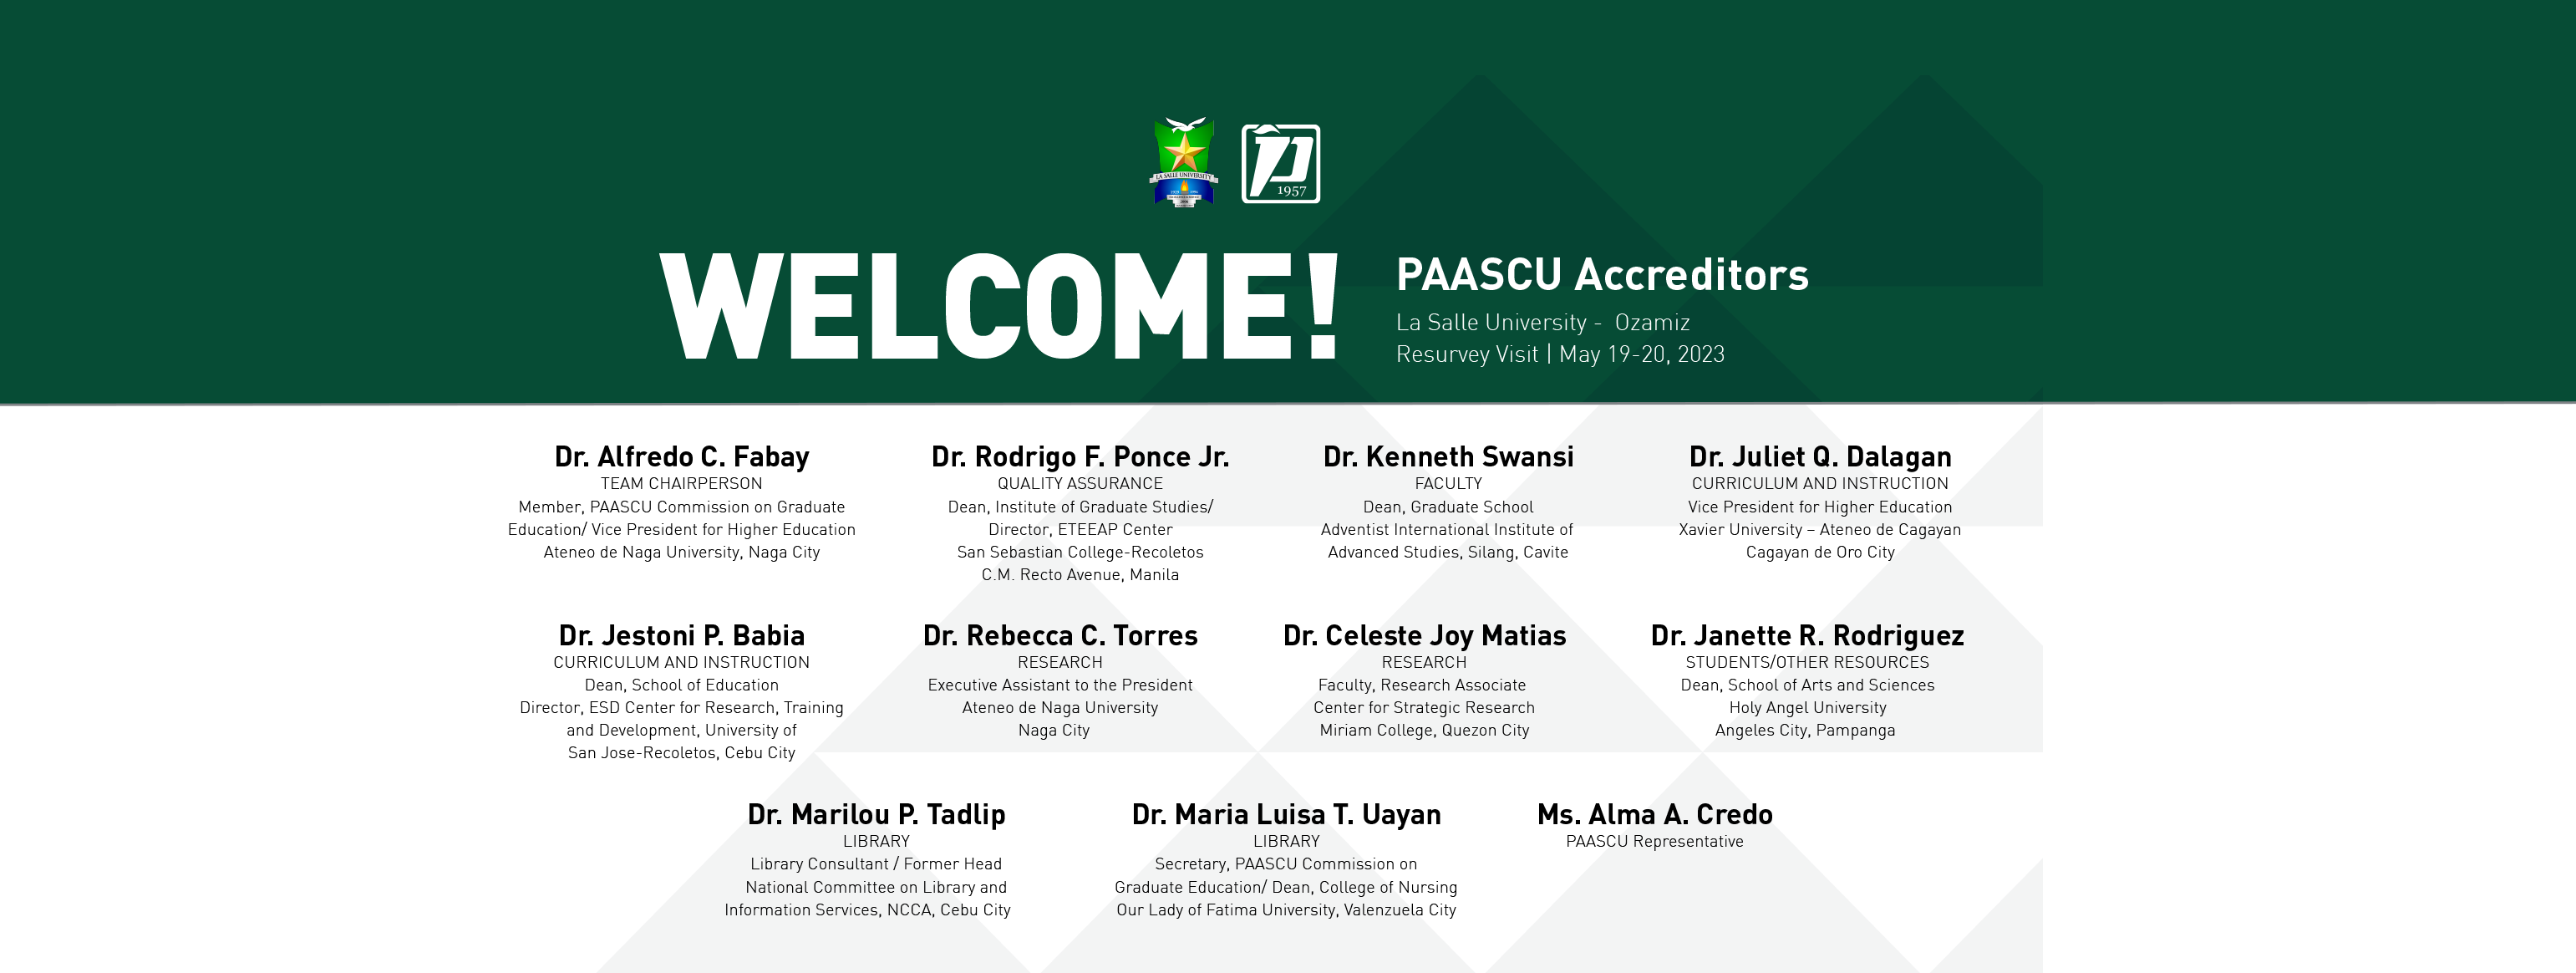 LA SALLE UNIVERSITY
1957
WELCOME!
PAASCU Accreditors
La Salle University - Ozamiz
Resurvey Visit | May 19-20, 2023
Dr. Alfredo C. Fabay
TEAM CHAIRPERSON
Member, PAASCU Commission on Graduate
Education/ Vice President for Higher Education
Ateneo de Naga University, Naga City
Dr. Rodrigo F. Ponce Jr.
QUALITY ASSURANCE
Dean, Institute of Graduate Studies/
Director, ETEEAP Center
San Sebastian College-Recoletos
C.M. Recto Avenue, Manila
Dr. Kenneth Swansi
FACULTY
Dean, Graduate School
Adventist International Institute of
Advanced Studies, Silang, Cavite
Dr. Juliet Q. Dalagan
CURRICULUM AND INSTRUCTION
Vice President for Higher Education
Xavier University – Ateneo de Cagayan
Cagayan de Oro City
Dr. Jestoni P. Babia
CURRICULUM AND INSTRUCTION
Dean, School of Education
Director, ESD Center for Research, Training
and Development, University of
San Jose-Recoletos, Cebu City
Dr. Rebecca C. Torres
RESEARCH
Executive Assistant to the President
Ateneo de Naga University
Naga City
Dr. Celeste Joy Matias
RESEARCH
Faculty, Research Associate
Center for Strategic Research
Miriam College, Quezon City
Dr. Janette R. Rodriguez
STUDENTS/OTHER RESOURCES
Dean, School of Arts and Sciences
Holy Angel University
Angeles City, Pampanga
Dr. Marilou P. Tadlip
LIBRARY
Library Consultant / Former Head
National Committee on Library and
Information Services, NCCA, Cebu City
Dr. Maria Luisa T. Uayan
LIBRARY
Secretary, PAASCU Commission on
Graduate Education/ Dean, College of Nursing
Our Lady of Fatima University, Valenzuela City
Ms. Alma A. Credo
PAASCU Representative